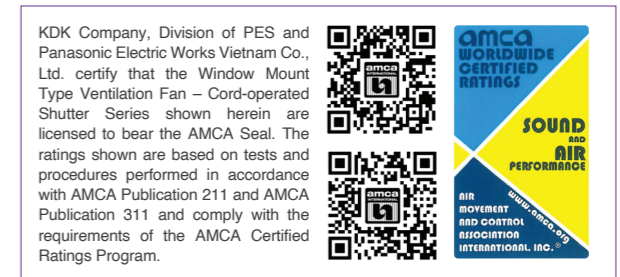 KDK Company, Division of PES and
Panasonic Electric Works Vietnam Co.,
Ltd. certify that the Window Mount
Type Ventilation Fan – Cord-operated
Shutter Series shown herein are
licensed to bear the AMCA Seal. The
ratings shown are based on tests and
procedures performed in accordance
with AMCA Publication 211 and AMCA
Publication 311 and comply with the
requirements of the AMCA Certified
Ratings Program.
amca
INTERNATIONAL
amca
INTERNATIONAL
amca
WORLDWIDE
CERTIFIED
RATINGS
SOUND
AND
AIR
PERFORMANCE
AIR
MOVEMENT
AND CONTROL
ASSOCIATION
INTERNATIONAL, INC.®
www.amca.org